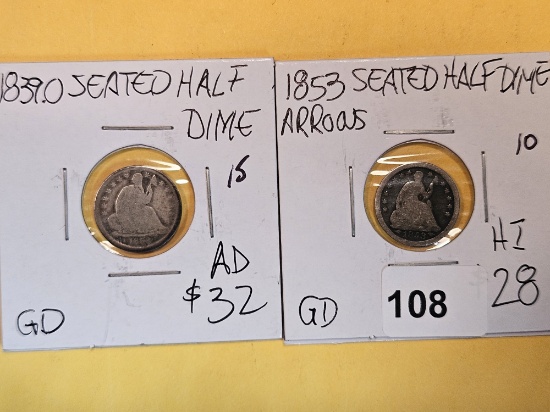 1839.O SEATED HALF
DIME
15
AD
$32
GD
1853 SEATED HALF DIME
ARROWS
10
HI
28
GD
108